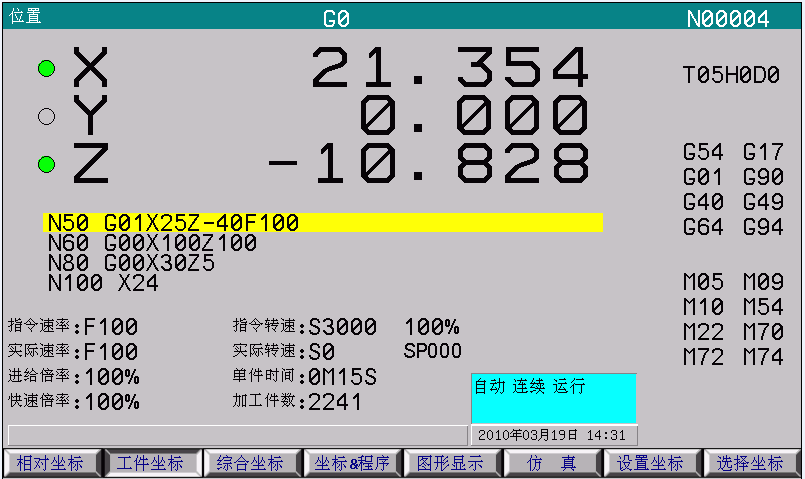 位置 G0 N00004
X 21.354
T05H0D0
Y 0.000
Z -10.828
G54 G17
G01 G90
G40 G49
G64 G94
N50 G01X25Z-40F100
N60 G00X100Z100
N80 G00X30Z5
N100 X24
M05 M09
M10 M54
M22 M70
M72 M74
指令速率:F100 指令转速:S3000 100%
实际速率:F100 实际转速:S0 SP000
进给倍率:100% 单件时间:0M15S
快速倍率:100% 加工件数:2241
自动 连续 运行
2010年03月19日 14:31
相对坐标 工件坐标 综合坐标 坐标&程序 图形显示 仿 真 设置坐标 选择坐标